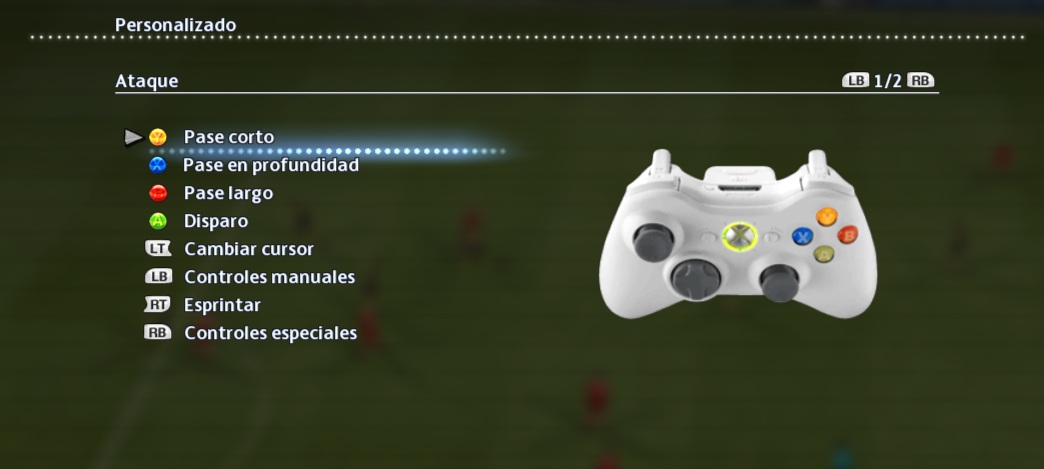 Personalizado
Ataque
LB 1/2 RB
Y Pase corto
X Pase en profundidad
B Pase largo
A Disparo
LT Cambiar cursor
LB Controles manuales
RT Esprintar
RB Controles especiales
Y
X B
A